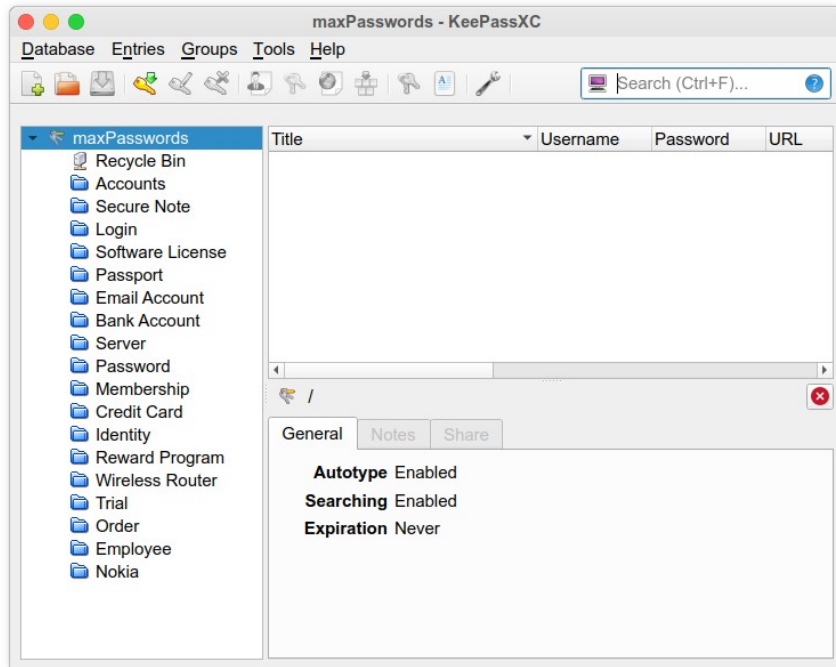 maxPasswords - KeePassXC
Database Entries Groups Tools Help
Search (Ctrl+F)...
maxPasswords
Recycle Bin
Accounts
Secure Note
Login
Software License
Passport
Email Account
Bank Account
Server
Password
Membership
Credit Card
Identity
Reward Program
Wireless Router
Trial
Order
Employee
Nokia
Title Username Password URL
/
General Notes Share
Autotype Enabled
Searching Enabled
Expiration Never